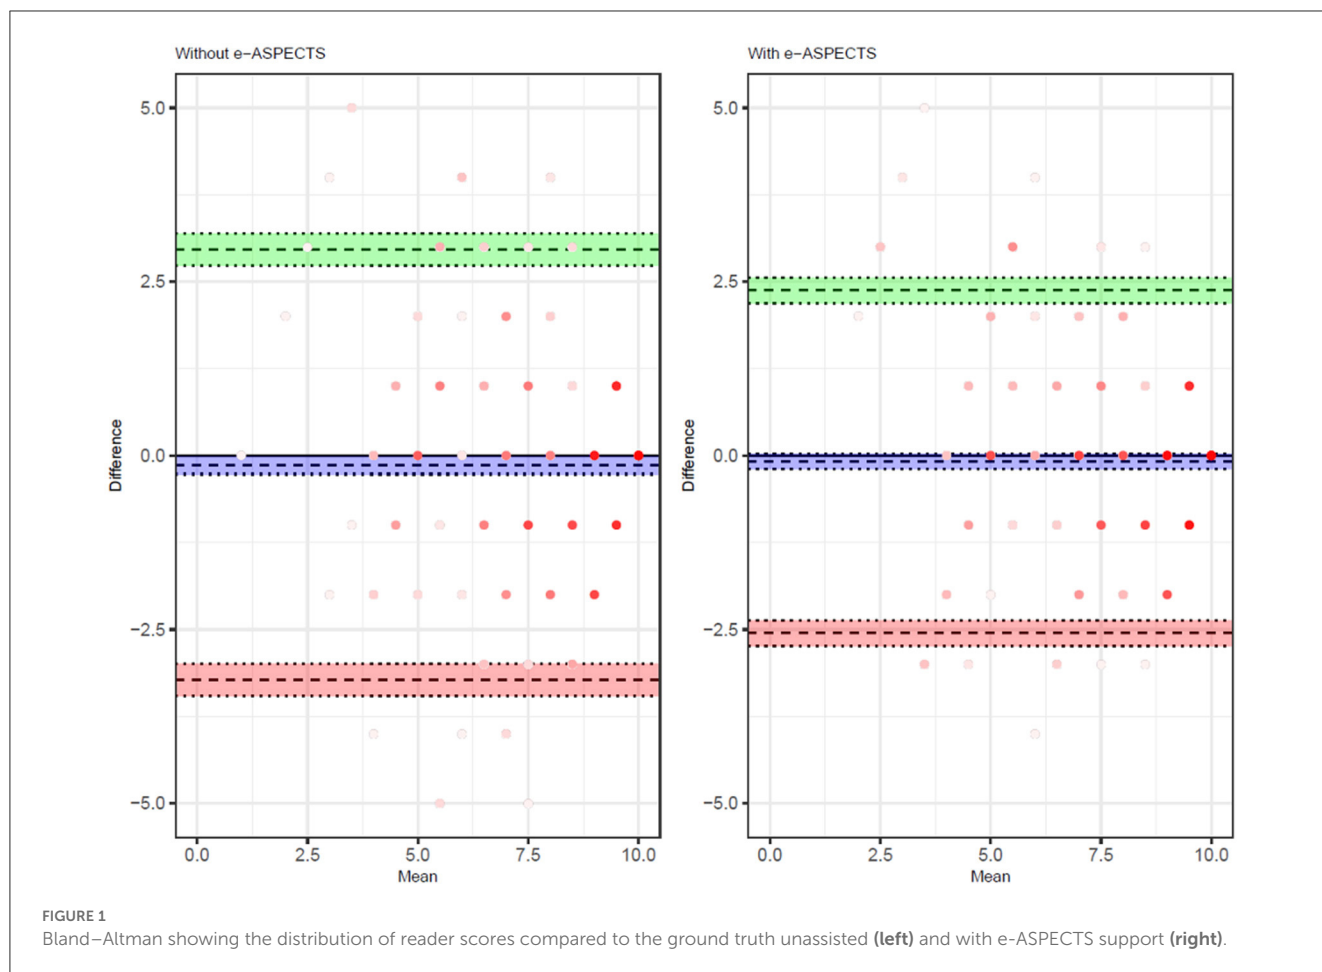 Without e−ASPECTS
With e−ASPECTS
5.0
2.5
0.0
−2.5
−5.0
Difference
0.0
2.5
5.0
7.5
10.0
Mean
5.0
2.5
0.0
−2.5
−5.0
Difference
0.0
2.5
5.0
7.5
10.0
Mean
FIGURE 1
Bland–Altman showing the distribution of reader scores compared to the ground truth unassisted (left) and with e-ASPECTS support (right).